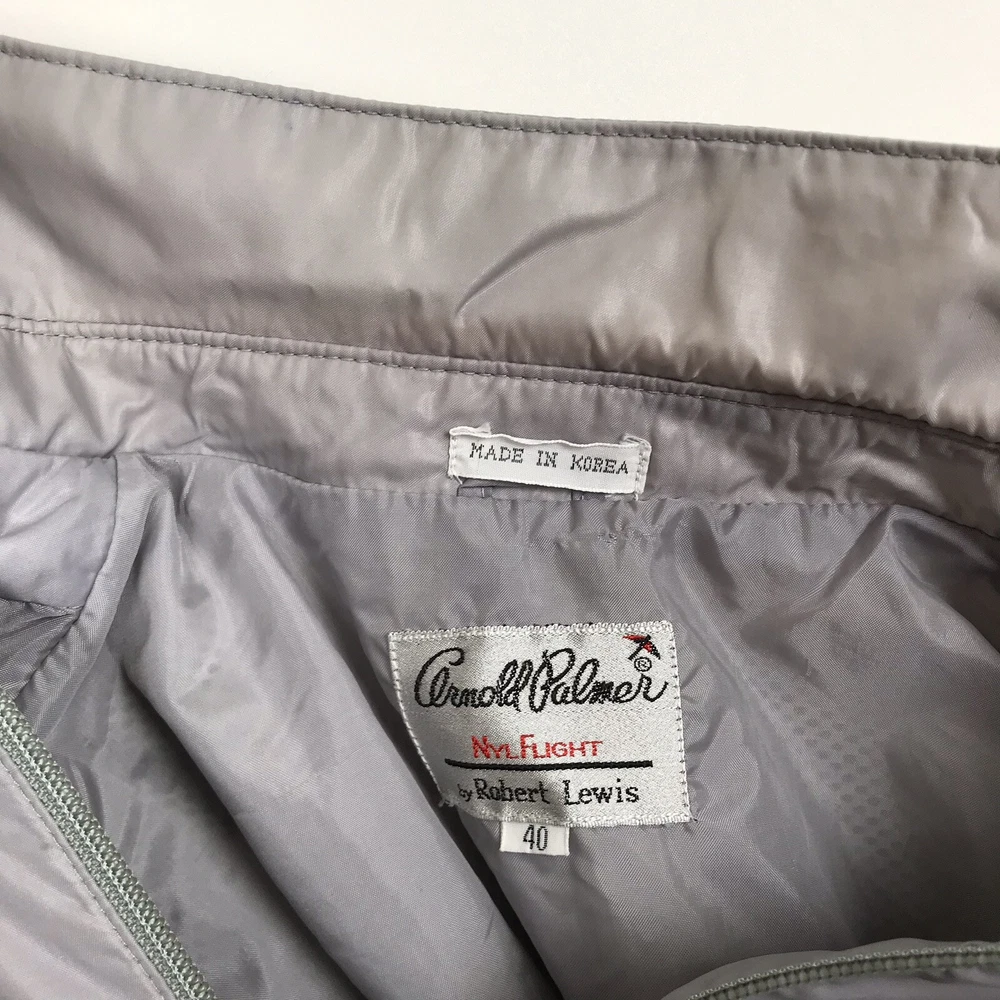 MADE IN KOREA
Arnold Palmer ®
NYLFLIGHT
by Robert Lewis
40